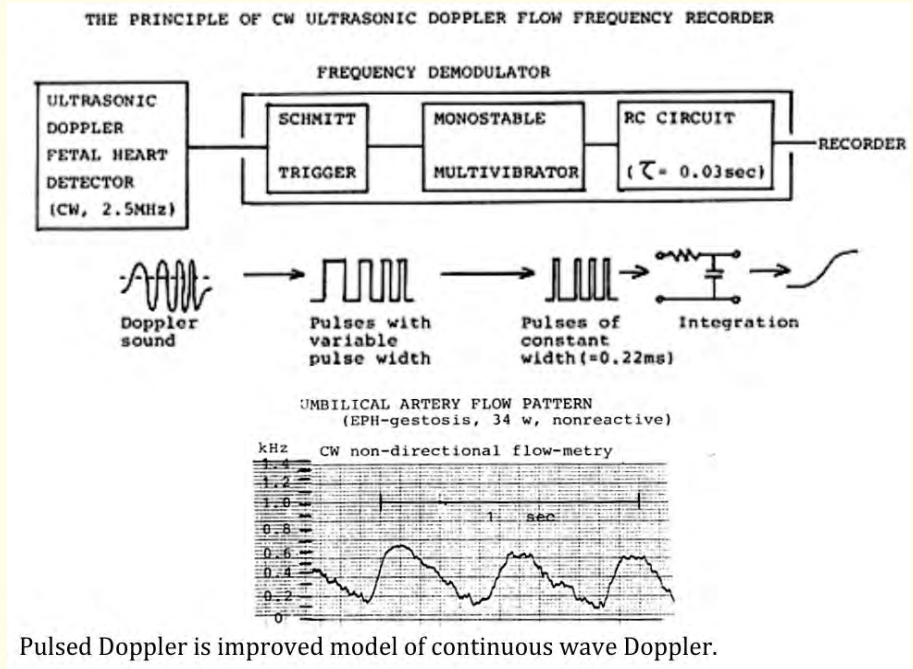 THE PRINCIPLE OF CW ULTRASONIC DOPPLER FLOW FREQUENCY RECORDER
FREQUENCY DEMODULATOR
ULTRASONIC
DOPPLER
FETAL HEART
DETECTOR
(CW, 2.5MHz)
SCHMITT
TRIGGER
MONOSTABLE
MULTIVIBRATOR
RC CIRCUIT
(τ= 0.03sec)
RECORDER
Doppler
sound
Pulses with
variable
pulse width
Pulses of
constant
width(=0.22ms)
Integration
UMBILICAL ARTERY FLOW PATTERN
(EPH-gestosis, 34 w, nonreactive)
kHz
CW non-directional flow-metry
1.4
1.2
1.0
0.8
0.6
0.4
0.2
0
1 sec
Pulsed Doppler is improved model of continuous wave Doppler.